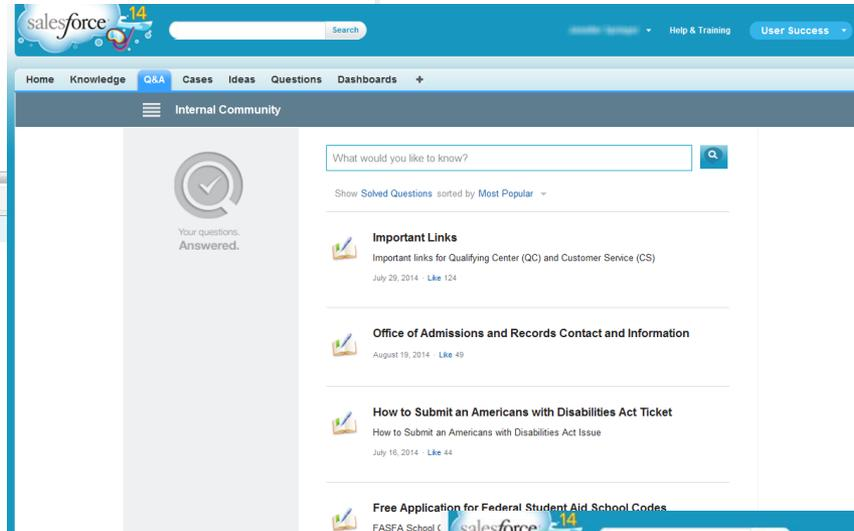 salesforce 14
Search
Help & Training
User Success
Home Knowledge Q&A Cases Ideas Questions Dashboards +
Internal Community
What would you like to know?
Show Solved Questions sorted by Most Popular
Your questions.
Answered.
Important Links
Important links for Qualifying Center (QC) and Customer Service (CS)
July 29, 2014 · Like 124
Office of Admissions and Records Contact and Information
August 19, 2014 · Like 49
How to Submit an Americans with Disabilities Act Ticket
How to Submit an Americans with Disabilities Act Issue
July 16, 2014 · Like 44
Free Application for Federal Student Aid School Codes
FASFA School
salesforce 14